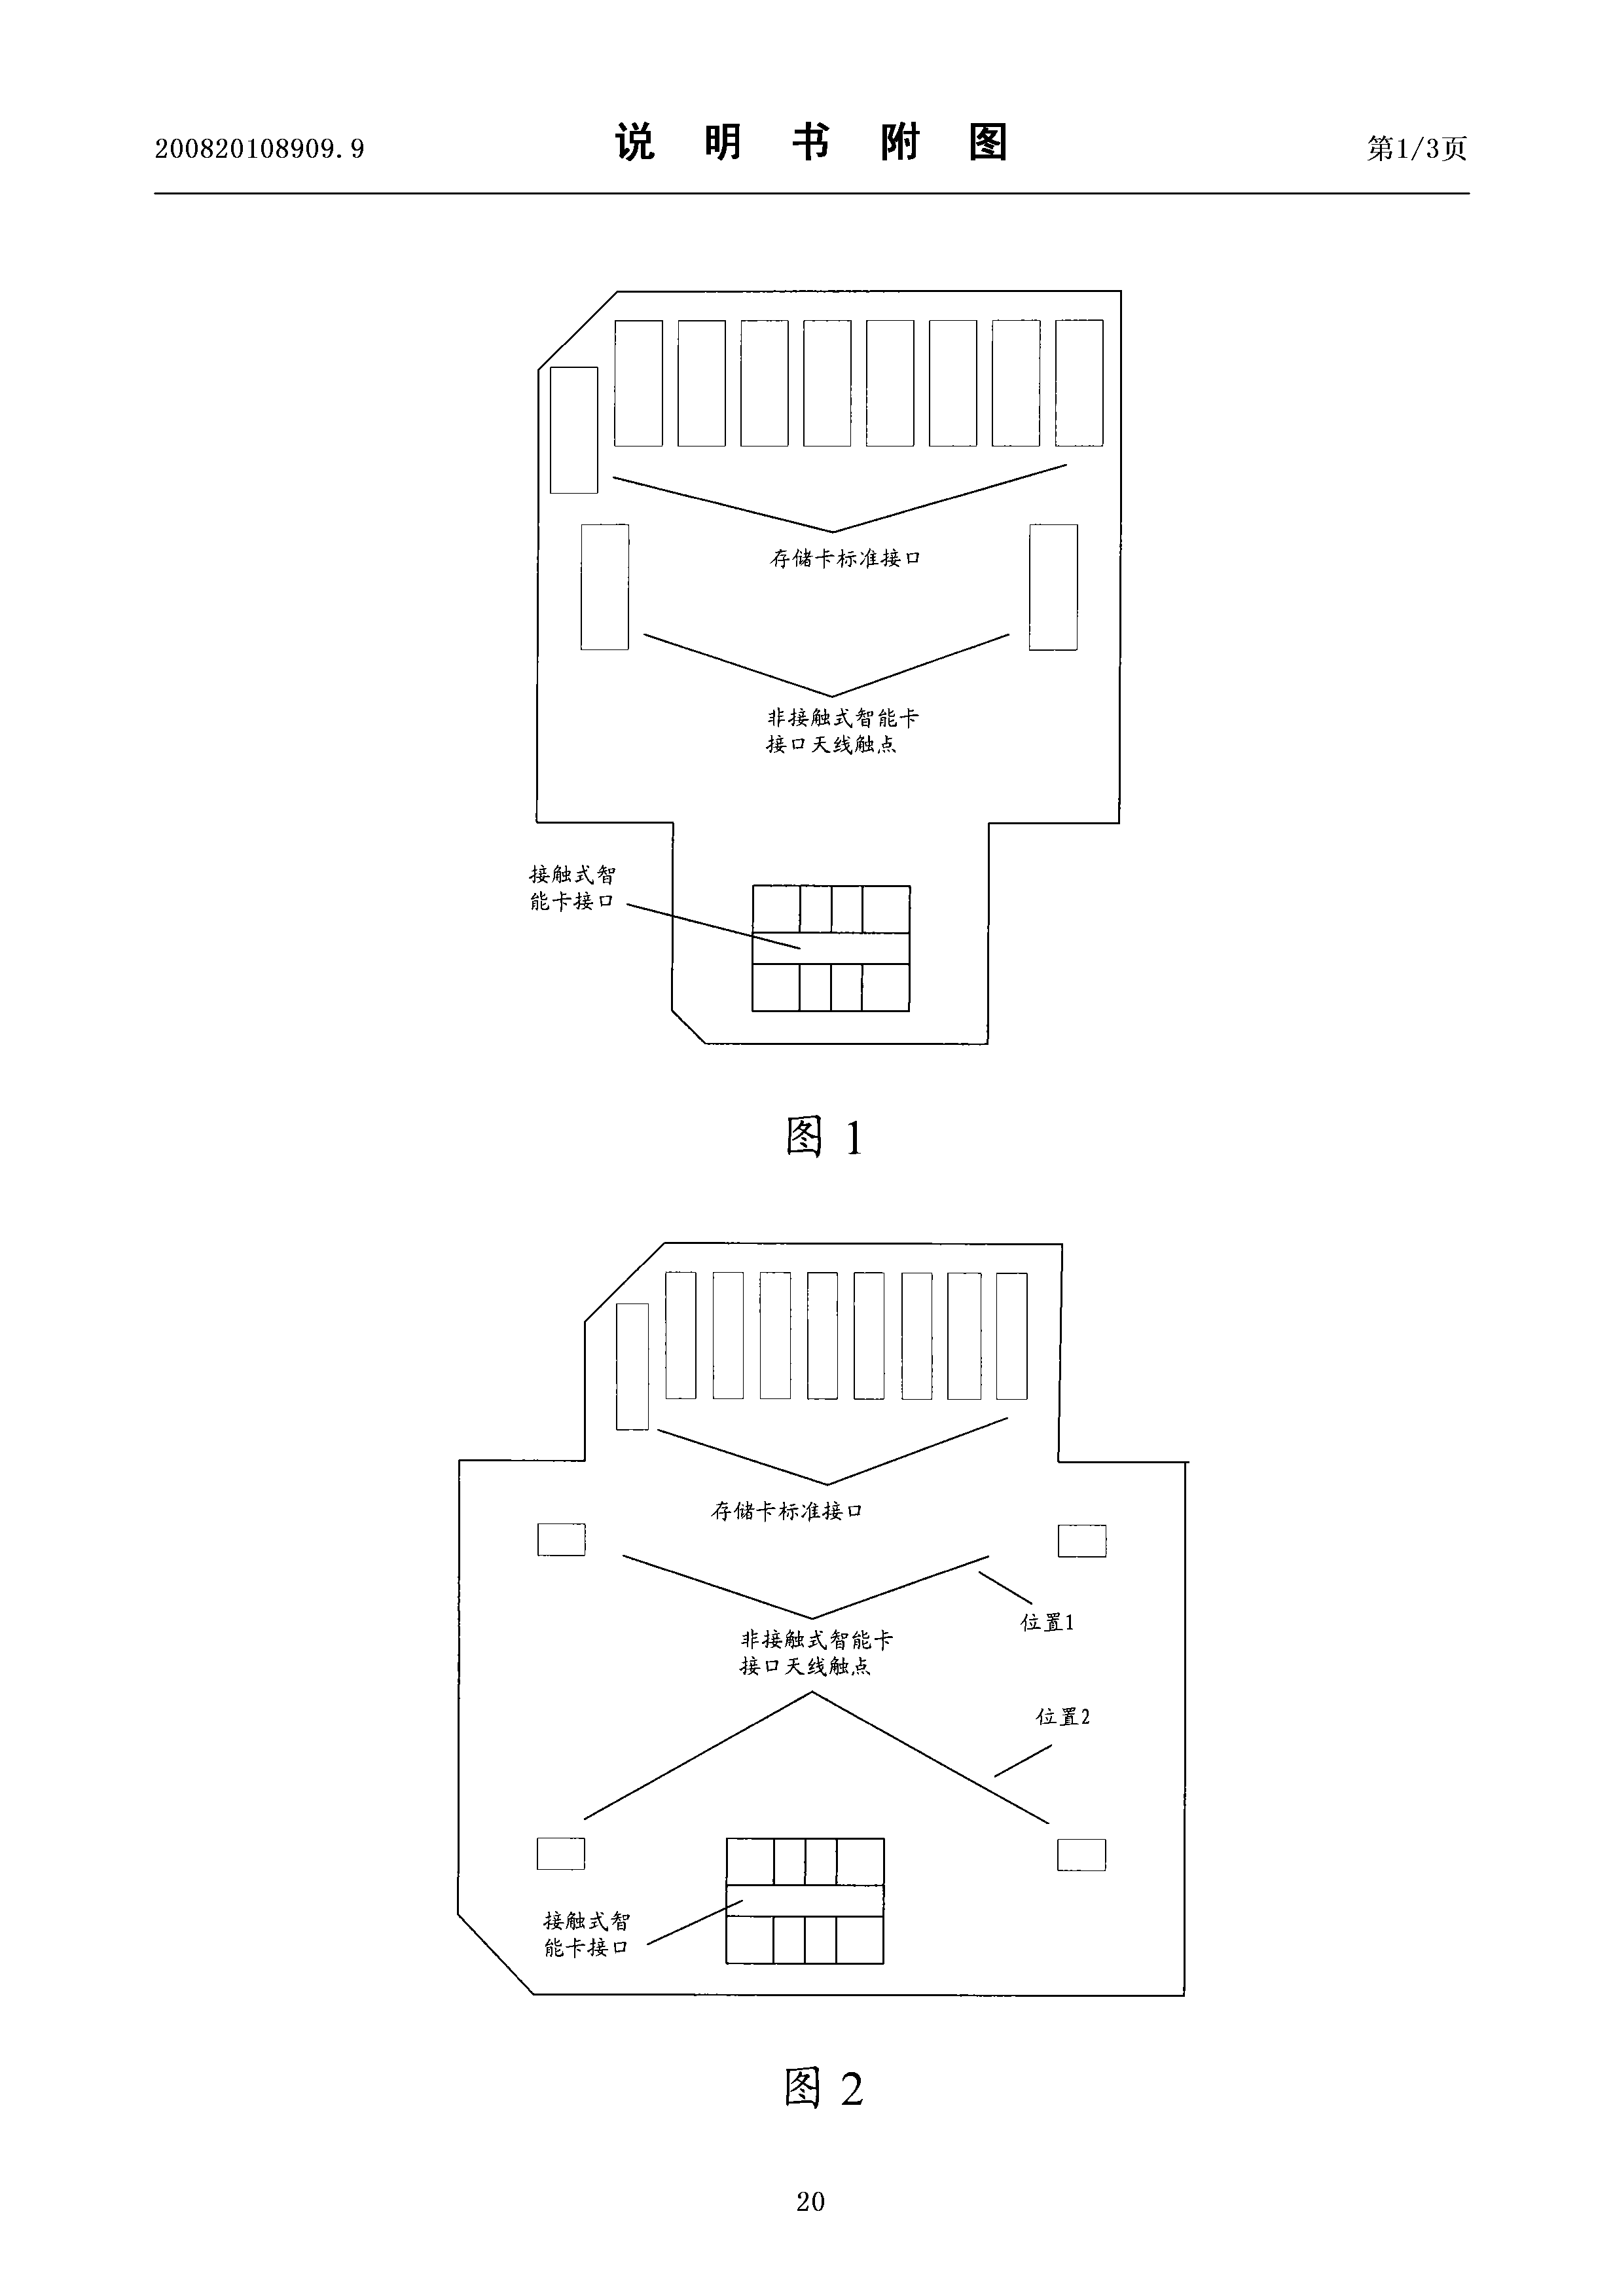 200820108909.9
说明书附图
第1/3页
存储卡标准接口
非接触式智能卡
接口天线触点
接触式智
能卡接口
图 1
存储卡标准接口
位置1
非接触式智能卡
接口天线触点
位置2
接触式智
能卡接口
图 2
20